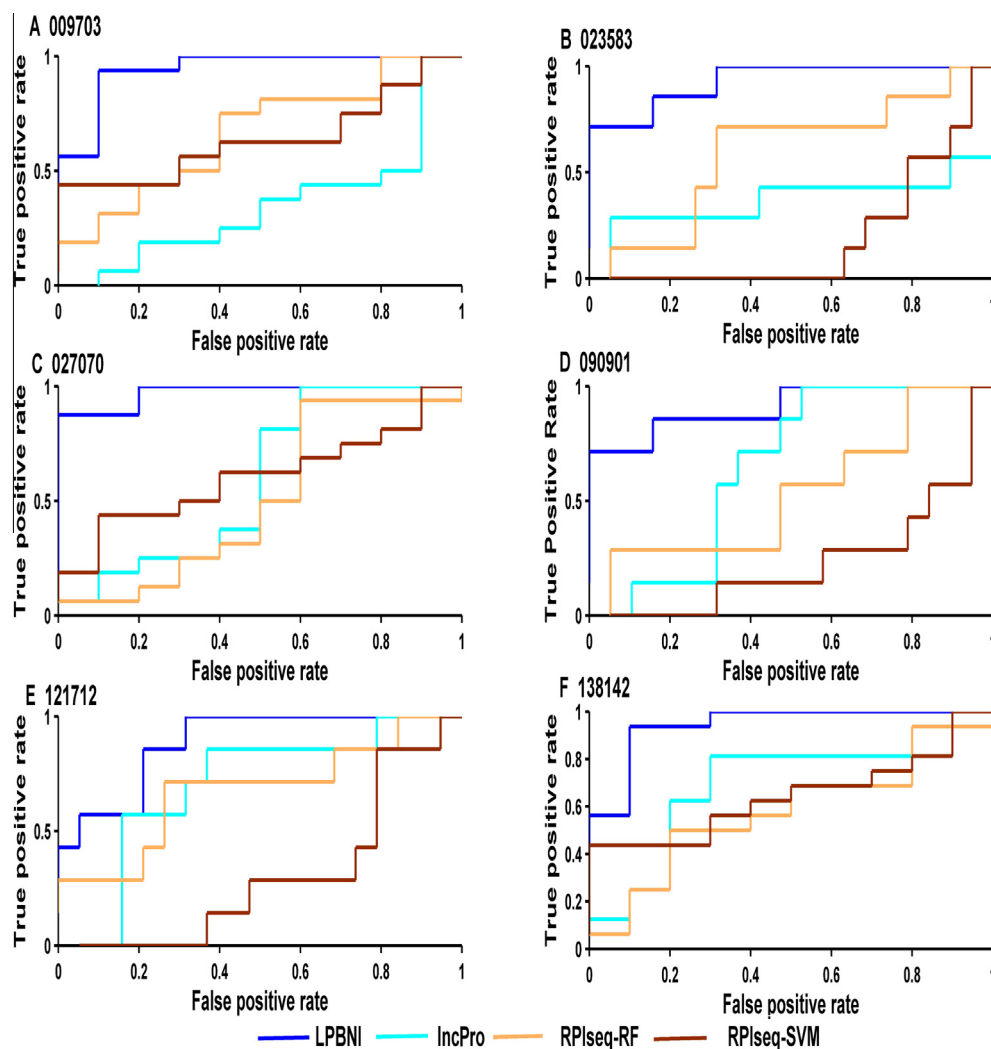 A 009703
True positive rate
1
0.5
0
0 0.2 0.4 0.6 0.8 1
False positive rate
B 023583
True positive rate
1
0.5
0
0 0.2 0.4 0.6 0.8 1
False positive rate
C 027070
True positive rate
1
0.5
0
0 0.2 0.4 0.6 0.8 1
False positive rate
D 090901
True Positive Rate
1
0.5
0
0 0.2 0.4 0.6 0.8 1
False positive rate
E 121712
True positive rate
1
0.5
0
0 0.2 0.4 0.6 0.8 1
False positive rate
F 138142
True positive rate
1
0.8
0.6
0.4
0.2
0
0 0.2 0.4 0.6 0.8 1
False positive rate
LPBNI lncPro RPIseq-RF RPIseq-SVM